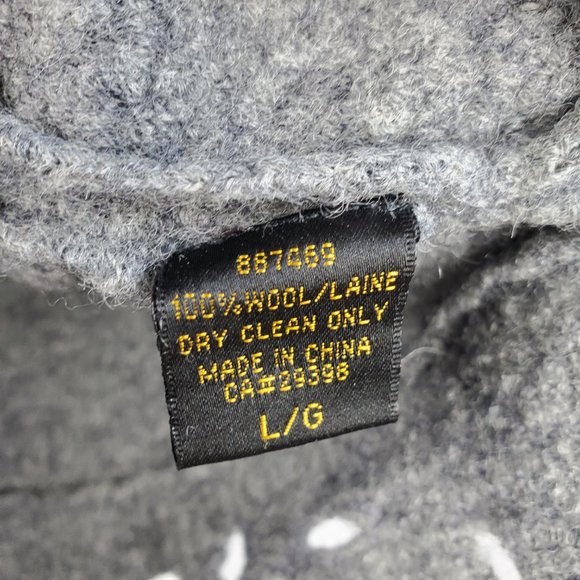 887469
100%WOOL/LAINE
DRY CLEAN ONLY
MADE IN CHINA
CA#29398
L/G